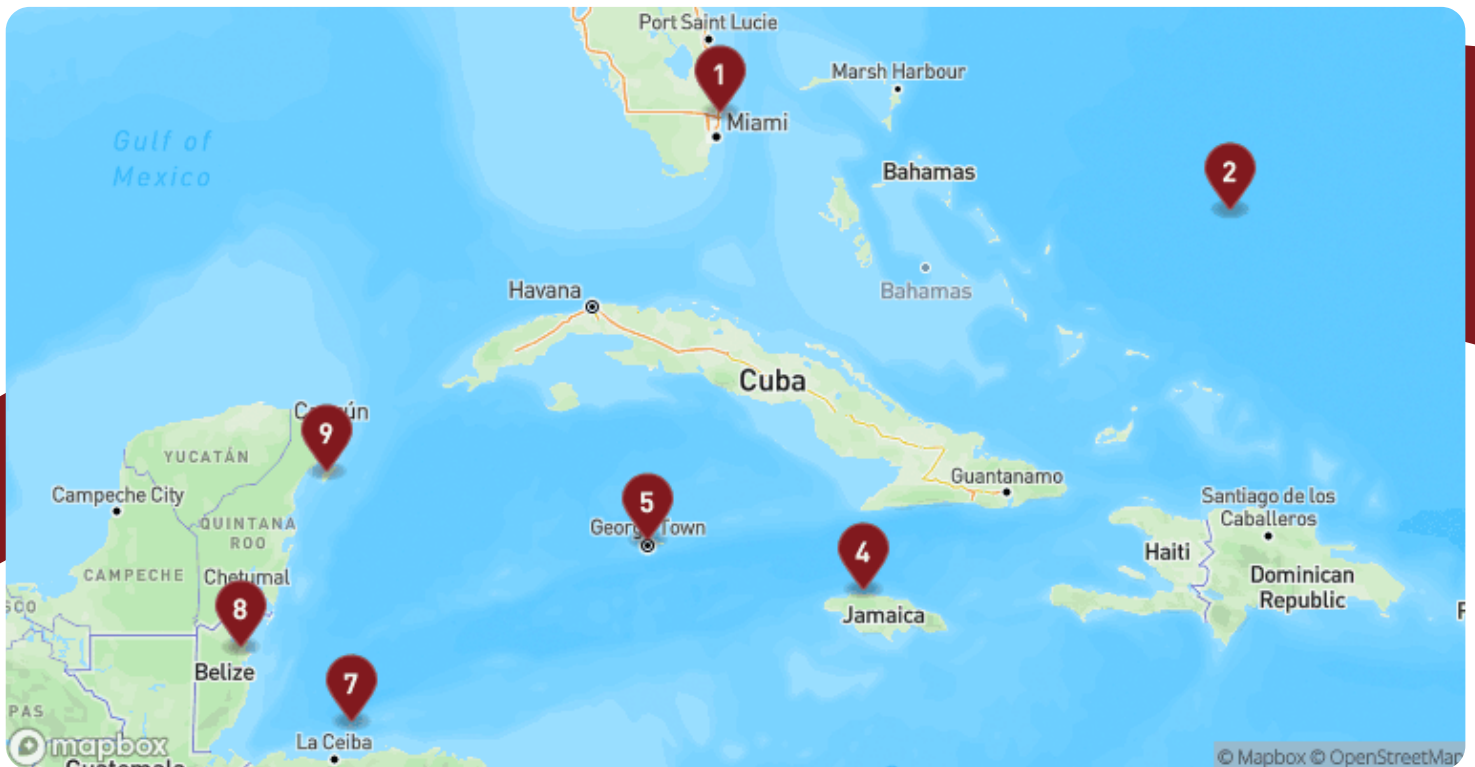 Port Saint Lucie
1
Marsh Harbour
Miami
Gulf of
Mexico
Bahamas
2
Havana
Bahamas
Cuba
9
YUCATÁN
Campeche City
Guantanamo
5
Santiago de los
Caballeros
QUINTANA
ROO
George Town
4
Haiti
CAMPECHE
Chetumal
Dominican
Republic
8
Jamaica
Belize
7
La Ceiba
mapbox
© Mapbox © OpenStreetMap